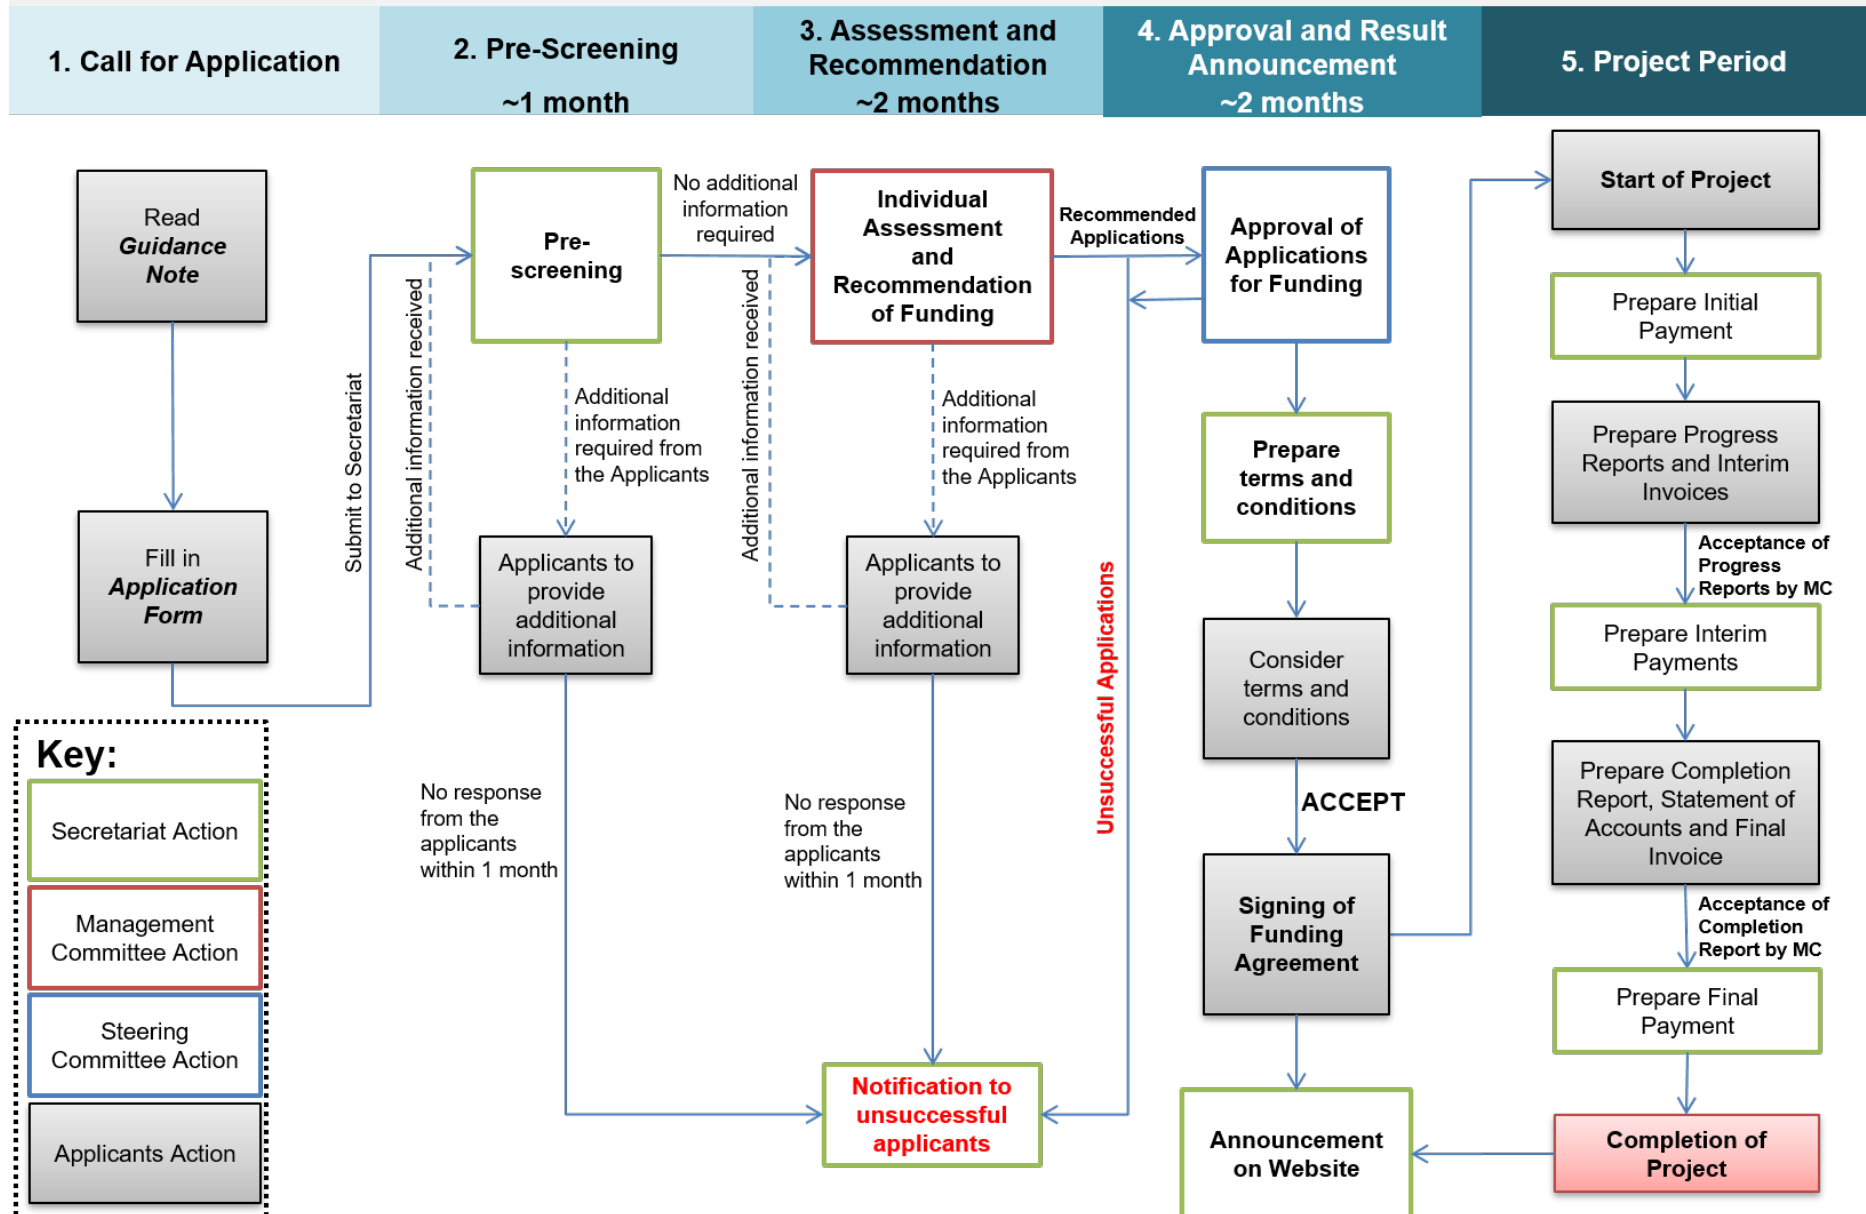 1. Call for Application
2. Pre-Screening
~1 month
3. Assessment and
Recommendation
~2 months
4. Approval and Result
Announcement
~2 months
5. Project Period
Read
Guidance
Note
Fill in
Application
Form
Submit to Secretariat
Additional information received
Pre-
screening
No additional
information
required
Additional
information
required from
the Applicants
Applicants to
provide
additional
information
No response
from the
applicants
within 1 month
Additional information received
Individual
Assessment
and
Recommendation
of Funding
Additional
information
required from
the Applicants
Applicants to
provide
additional
information
No response
from the
applicants
within 1 month
Notification to
unsuccessful
applicants
Recommended
Applications
Unsuccessful Applications
Approval of
Applications
for Funding
Prepare
terms and
conditions
Consider
terms and
conditions
ACCEPT
Signing of
Funding
Agreement
Announcement
on Website
Start of Project
Prepare Initial
Payment
Prepare Progress
Reports and Interim
Invoices
Acceptance of
Progress
Reports by MC
Prepare Interim
Payments
Prepare Completion
Report, Statement of
Accounts and Final
Invoice
Acceptance of
Completion
Report by MC
Prepare Final
Payment
Completion of
Project
Key:
Secretariat Action
Management
Committee Action
Steering
Committee Action
Applicants Action